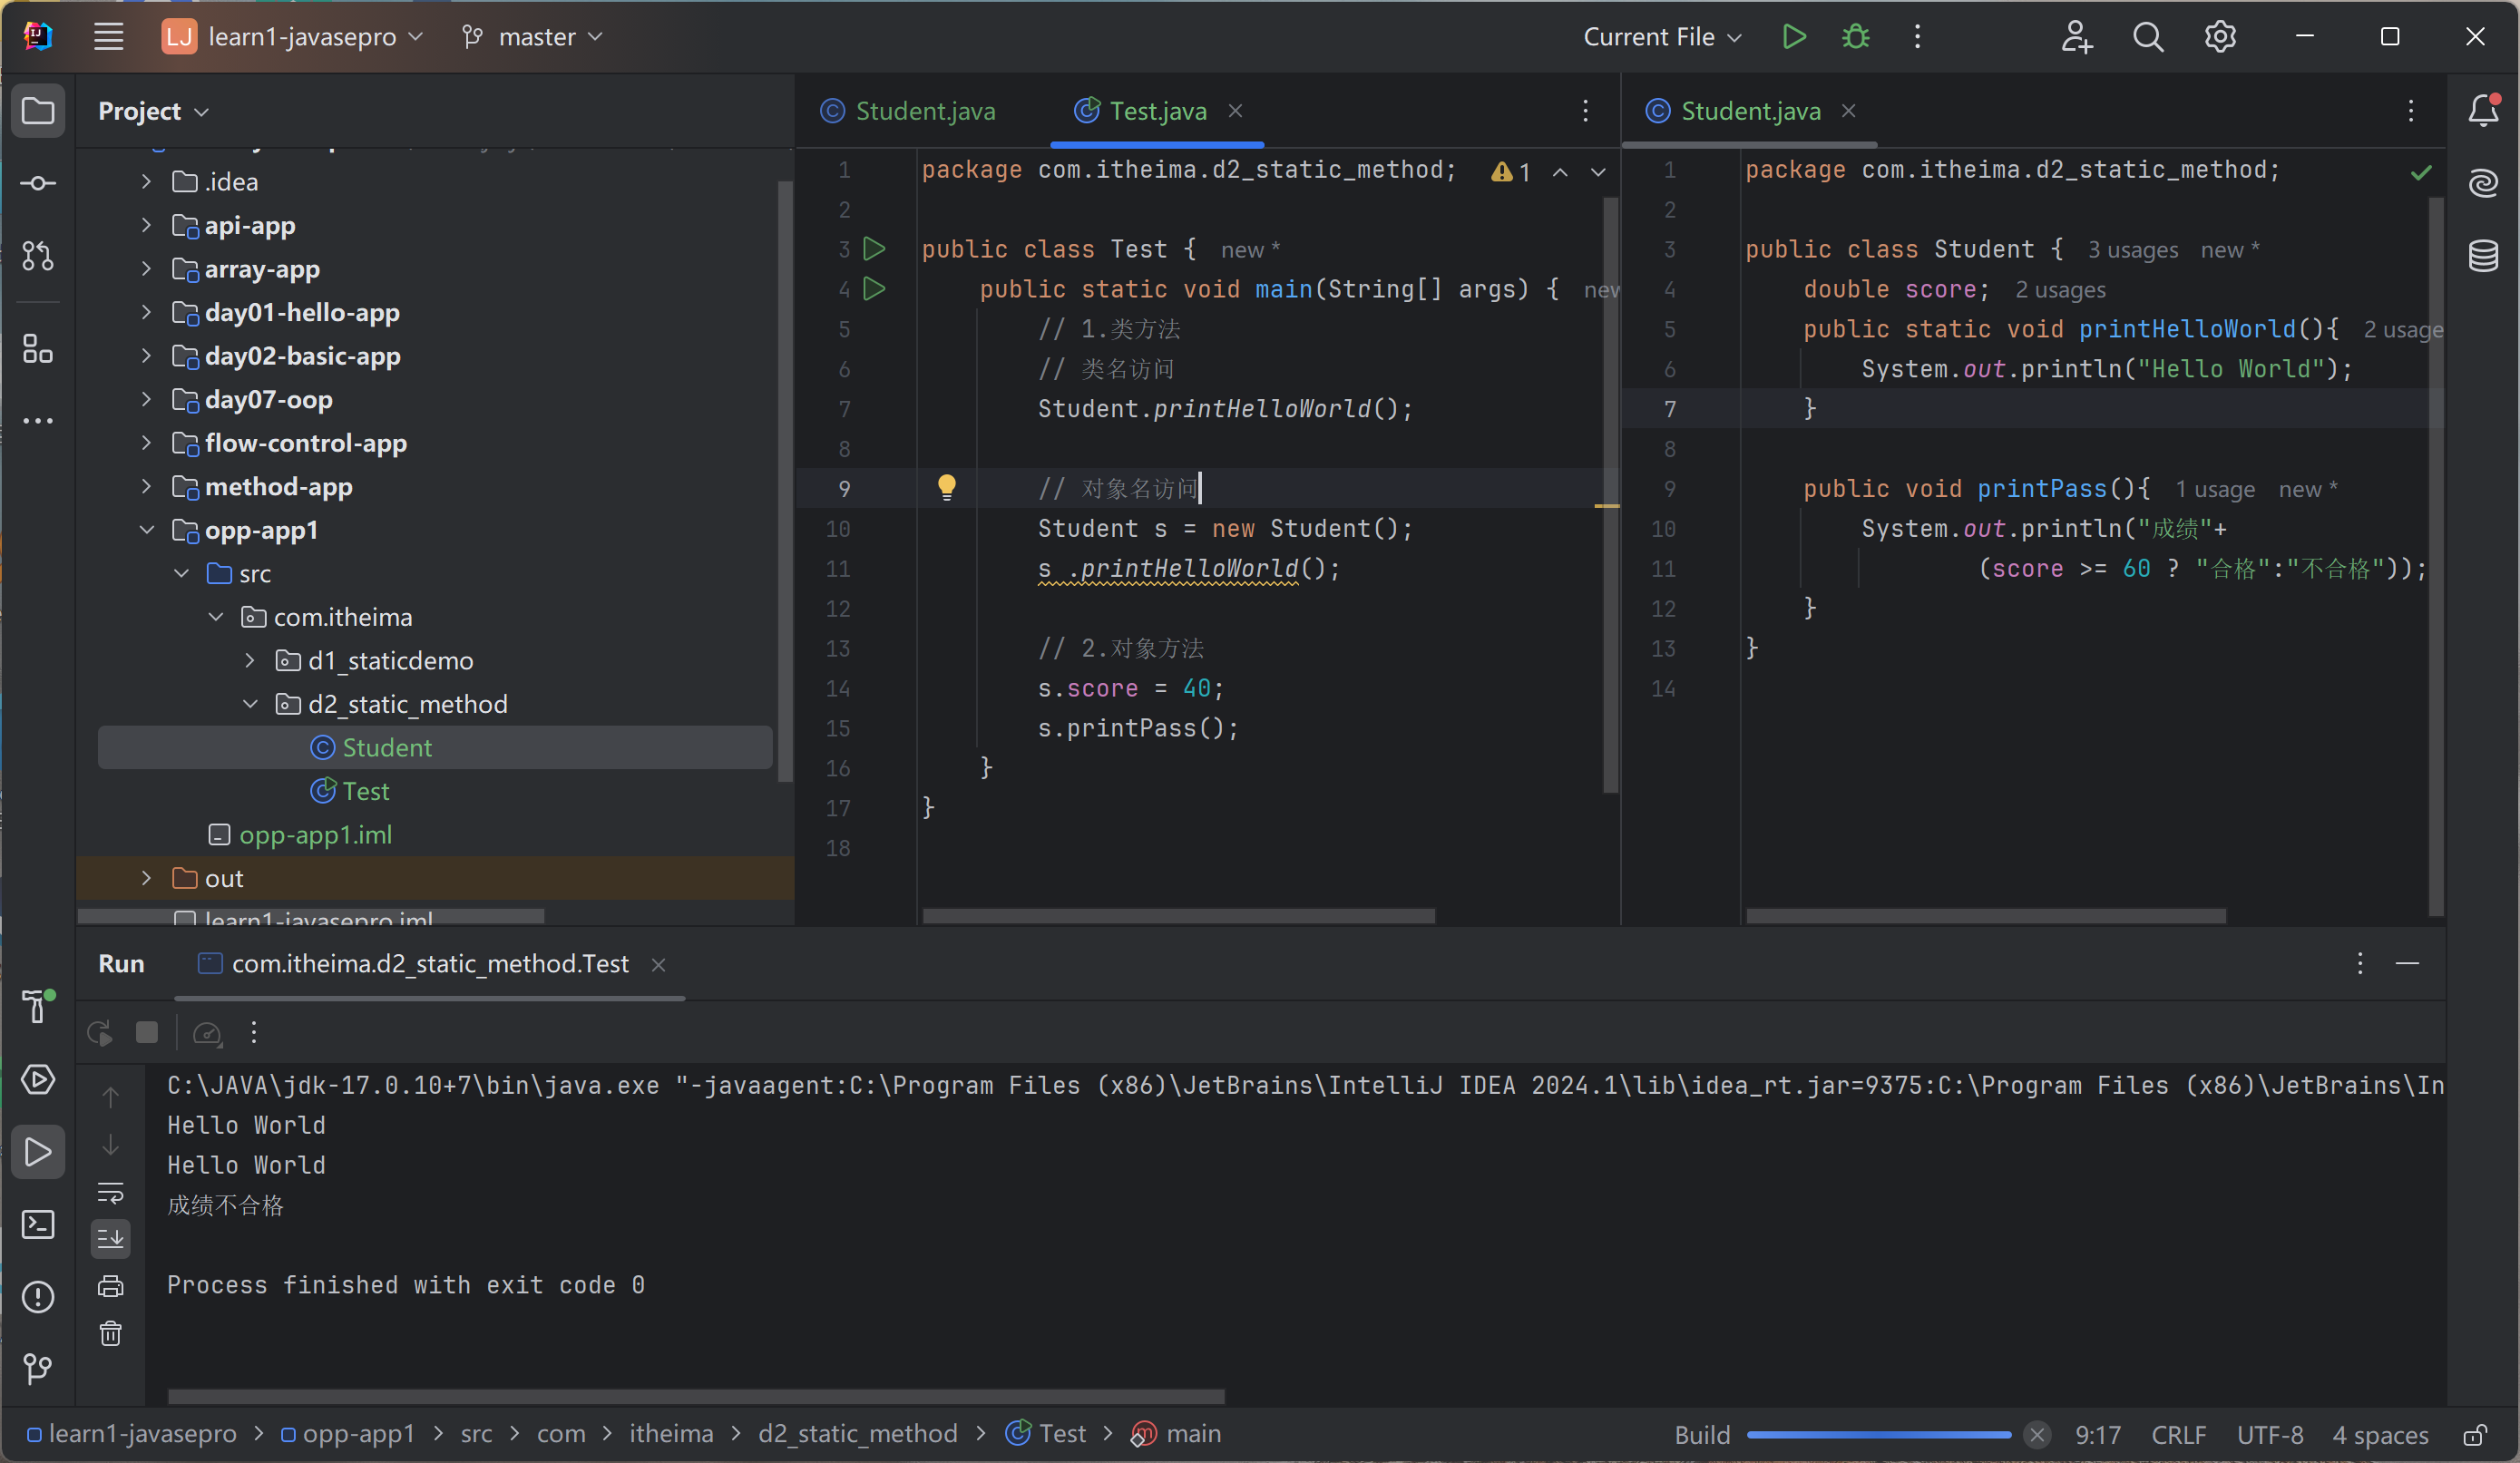 LJ learn1-javasepro master Current File
Project
.idea
api-app
array-app
day01-hello-app
day02-basic-app
day07-oop
flow-control-app
method-app
opp-app1
src
com.itheima
d1_staticdemo
d2_static_method
Student
Test
opp-app1.iml
out
learn1-javasepro.iml
Student.java Test.java
1 package com.itheima.d2_static_method; 1
2
3 public class Test { new *
4 public static void main(String[] args) { new
5 // 1.类方法
6 // 类名访问
7 Student.printHelloWorld();
8
9 // 对象名访问
10 Student s = new Student();
11 s .printHelloWorld();
12
13 // 2.对象方法
14 s.score = 40;
15 s.printPass();
16 }
17 }
18
Student.java
1 package com.itheima.d2_static_method;
2
3 public class Student { 3 usages new *
4 double score; 2 usages
5 public static void printHelloWorld(){ 2 usage
6 System.out.println("Hello World");
7 }
8
9 public void printPass(){ 1 usage new *
10 System.out.println("成绩"+
11 (score >= 60 ? "合格":"不合格"));
12 }
13 }
14
Run com.itheima.d2_static_method.Test
C:\JAVA\jdk-17.0.10+7\bin\java.exe "-javaagent:C:\Program Files (x86)\JetBrains\IntelliJ IDEA 2024.1\lib\idea_rt.jar=9375:C:\Program Files (x86)\JetBrains\In
Hello World
Hello World
成绩不合格
Process finished with exit code 0
learn1-javasepro > opp-app1 > src > com > itheima > d2_static_method > Test > main Build 9:17 CRLF UTF-8 4 spaces